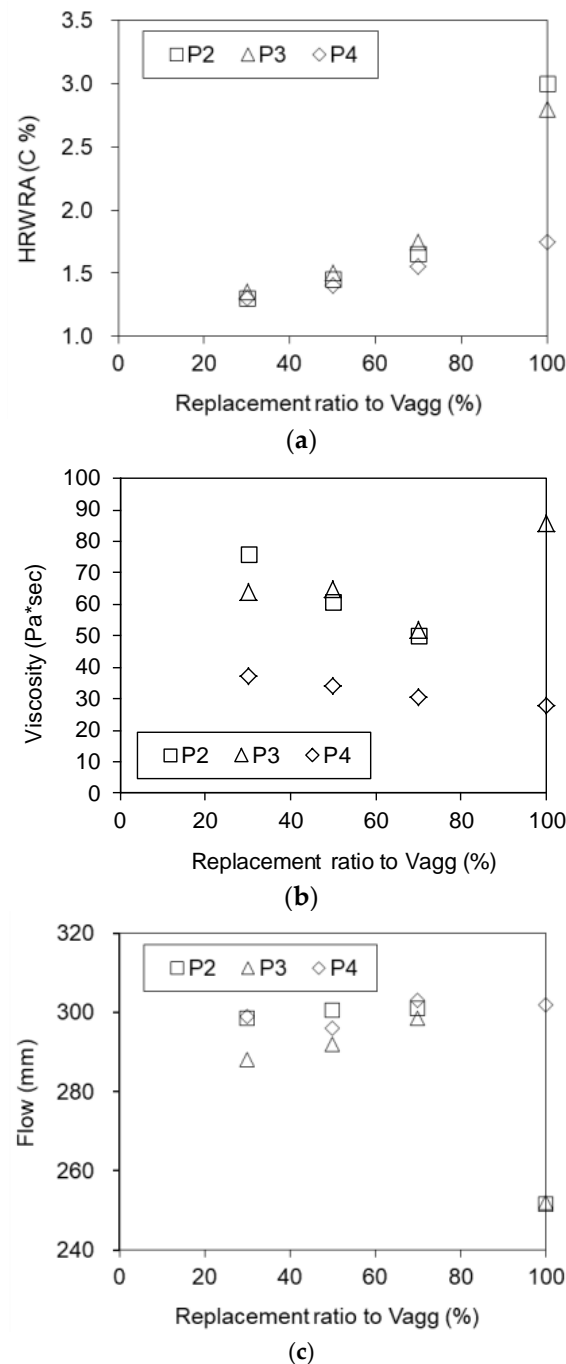 3.5
P2 P3 P4
3.0
2.5
HRWRA (C %)
2.0
1.5
1.0
0 20 40 60 80 100
Replacement ratio to Vagg (%)
(a)
100
90
80
70
60
Viscosity (Pa*sec)
50
40
30
20
P2 P3 P4
10
0
0 20 40 60 80 100
Replacement ratio to Vagg (%)
(b)
320
P2 P3 P4
300
Flow (mm)
280
260
240
0 20 40 60 80 100
Replacement ratio to Vagg (%)
(c)